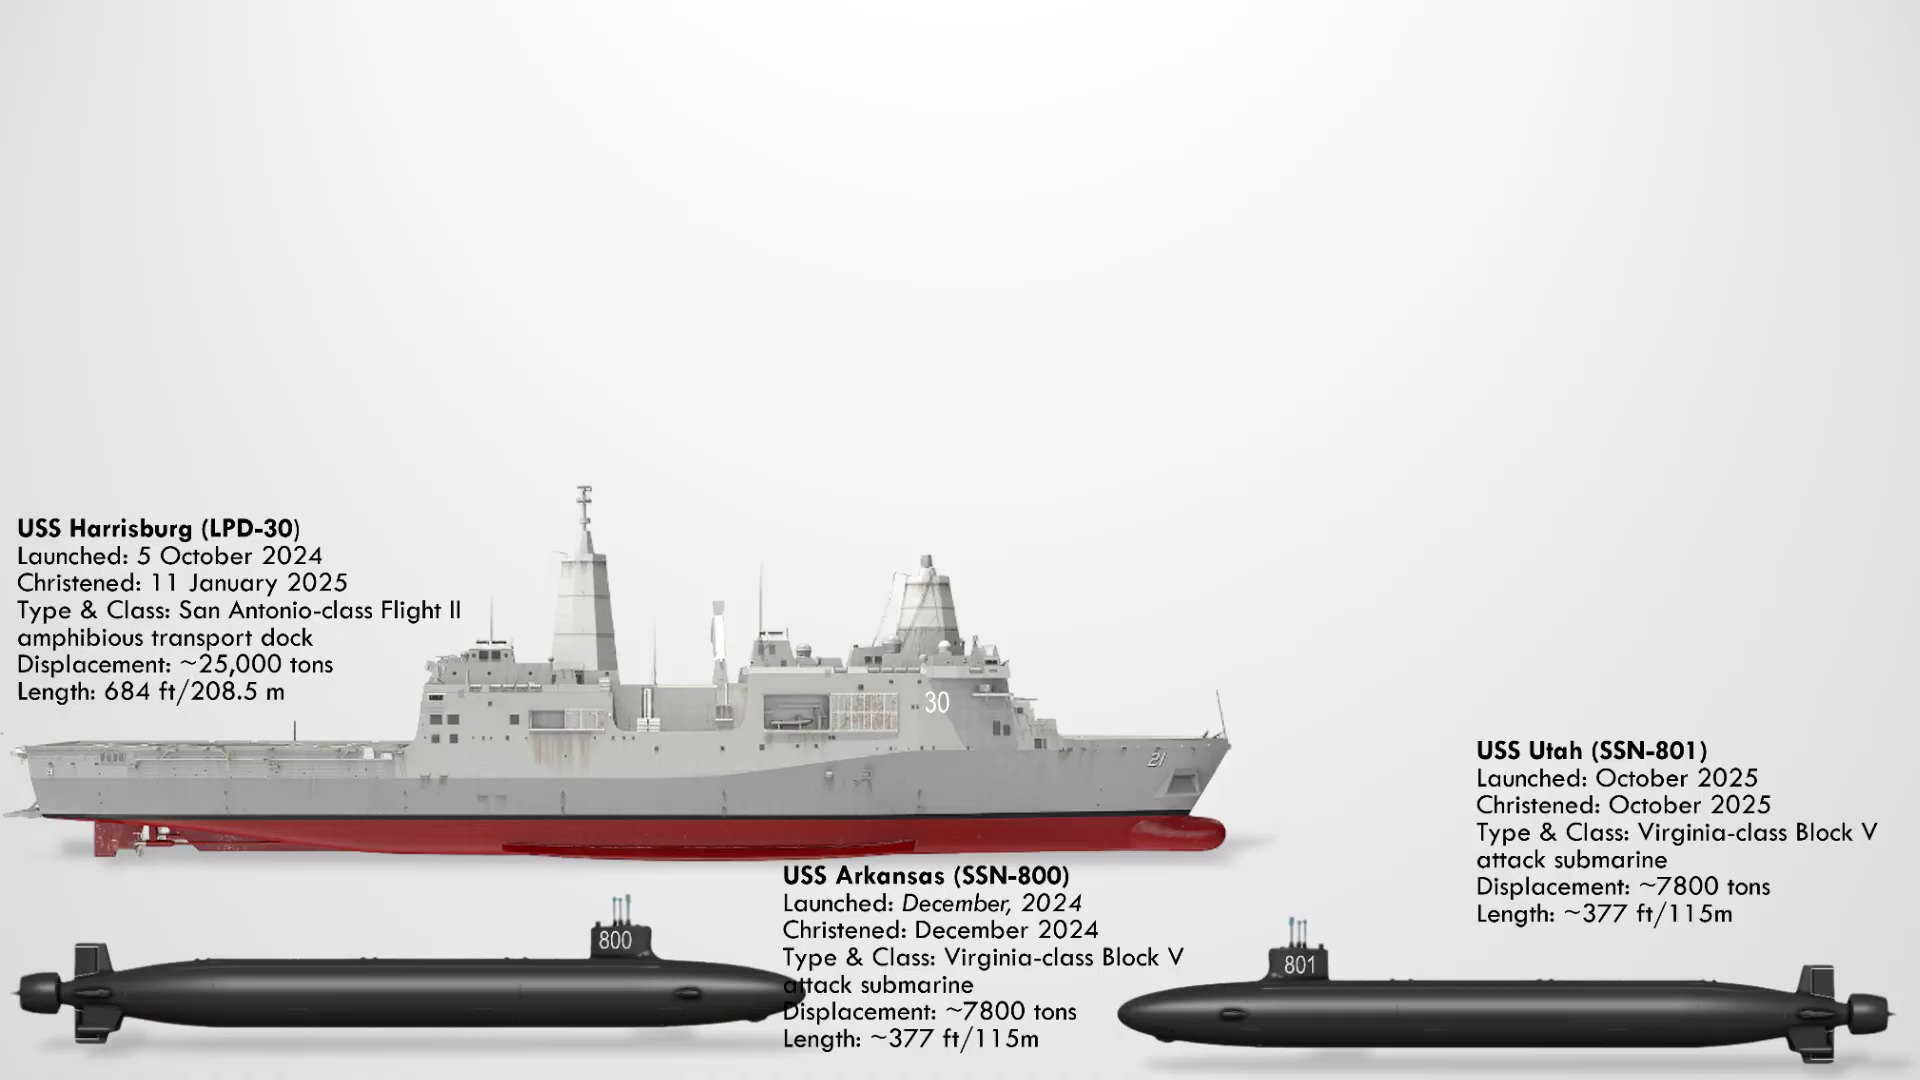 USS Harrisburg (LPD-30)
Launched: 5 October 2024
Christened: 11 January 2025
Type & Class: San Antonio-class Flight II
amphibious transport dock
Displacement: ~25,000 tons
Length: 684 ft/208.5 m
30
21
USS Utah (SSN-801)
Launched: October 2025
Christened: October 2025
Type & Class: Virginia-class Block V
attack submarine
Displacement: ~7800 tons
Length: ~377 ft/115m
USS Arkansas (SSN-800)
Launched: December, 2024
Christened: December 2024
Type & Class: Virginia-class Block V
attack submarine
Displacement: ~7800 tons
Length: ~377 ft/115m
800
801